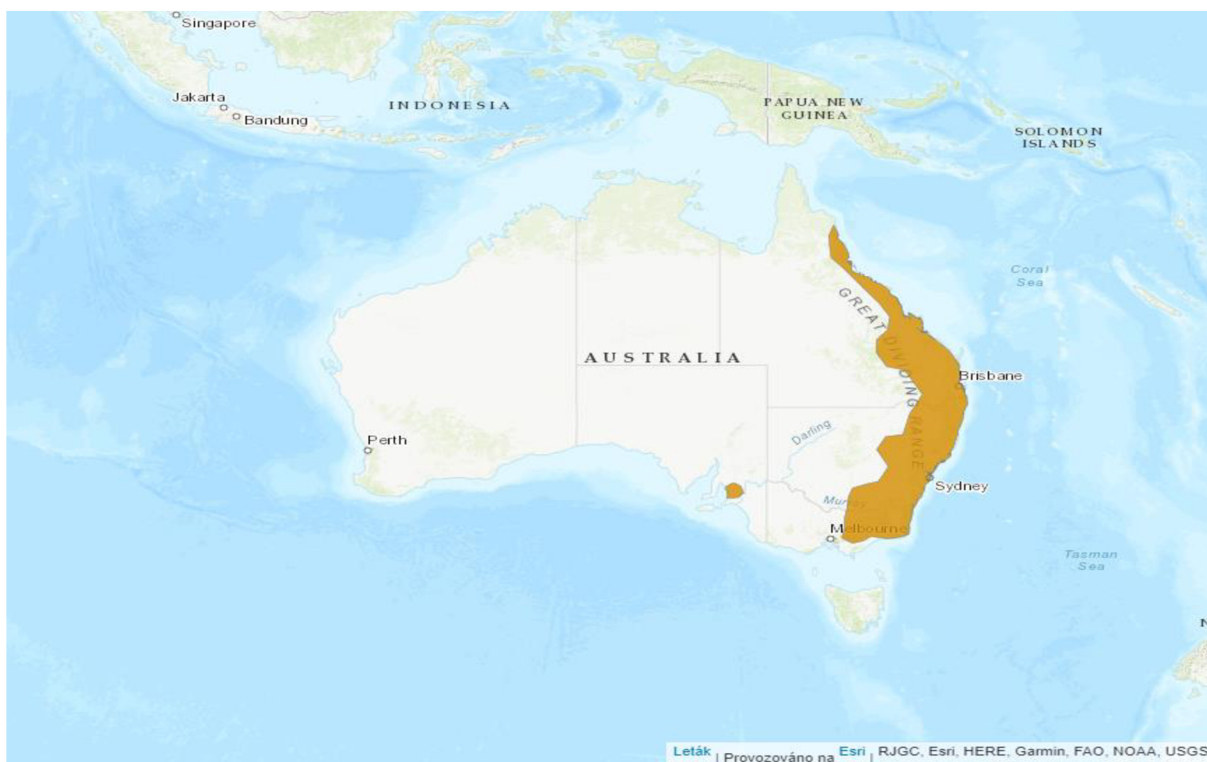 Singapore
Jakarta
Bandung
INDONESIA
PAPUA NEW
GUINEA
SOLOMON
ISLANDS
Coral
Sea
GREAT DIVIDING RANGE
AUSTRALIA
Brisbane
Darling
Perth
Sydney
Murray
Melbourne
Tasman
Sea
N
Leták | Provozováno na Esri | RJGC, Esri, HERE, Garmin, FAO, NOAA, USGS